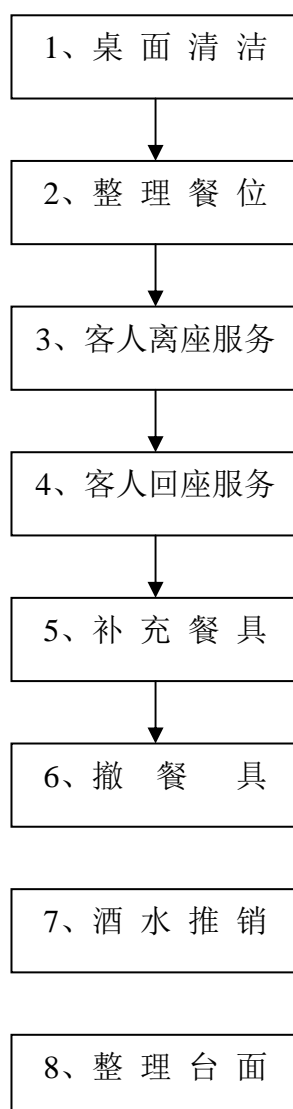 1、桌面清洁
2、整理餐位
3、客人离座服务
4、客人回座服务
5、补充餐具
6、撤餐具
7、酒水推销
8、整理台面